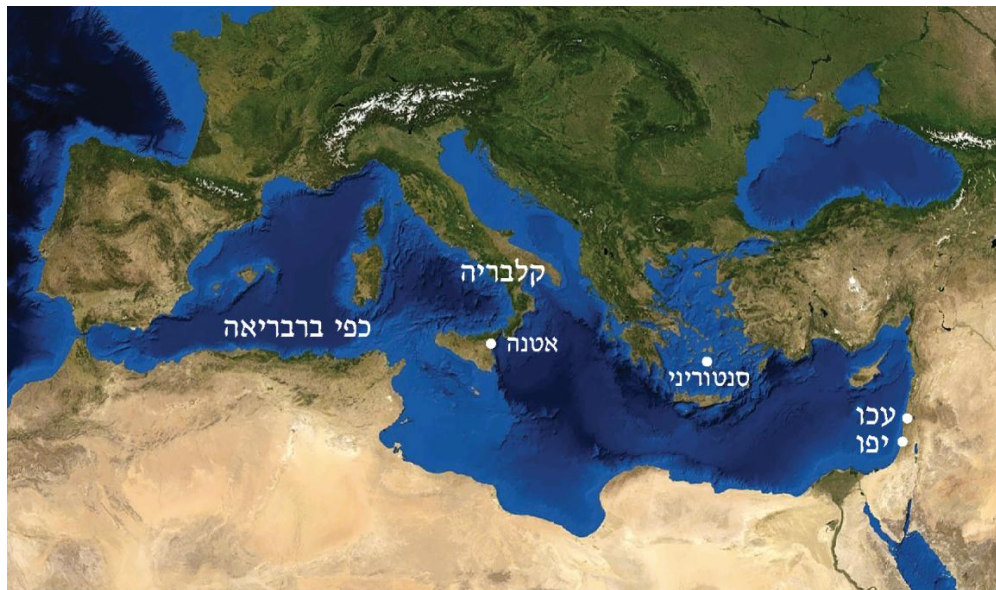 קלבריה
כפי ברבריאה
אטנה
סנטוריני
עכו
יפו